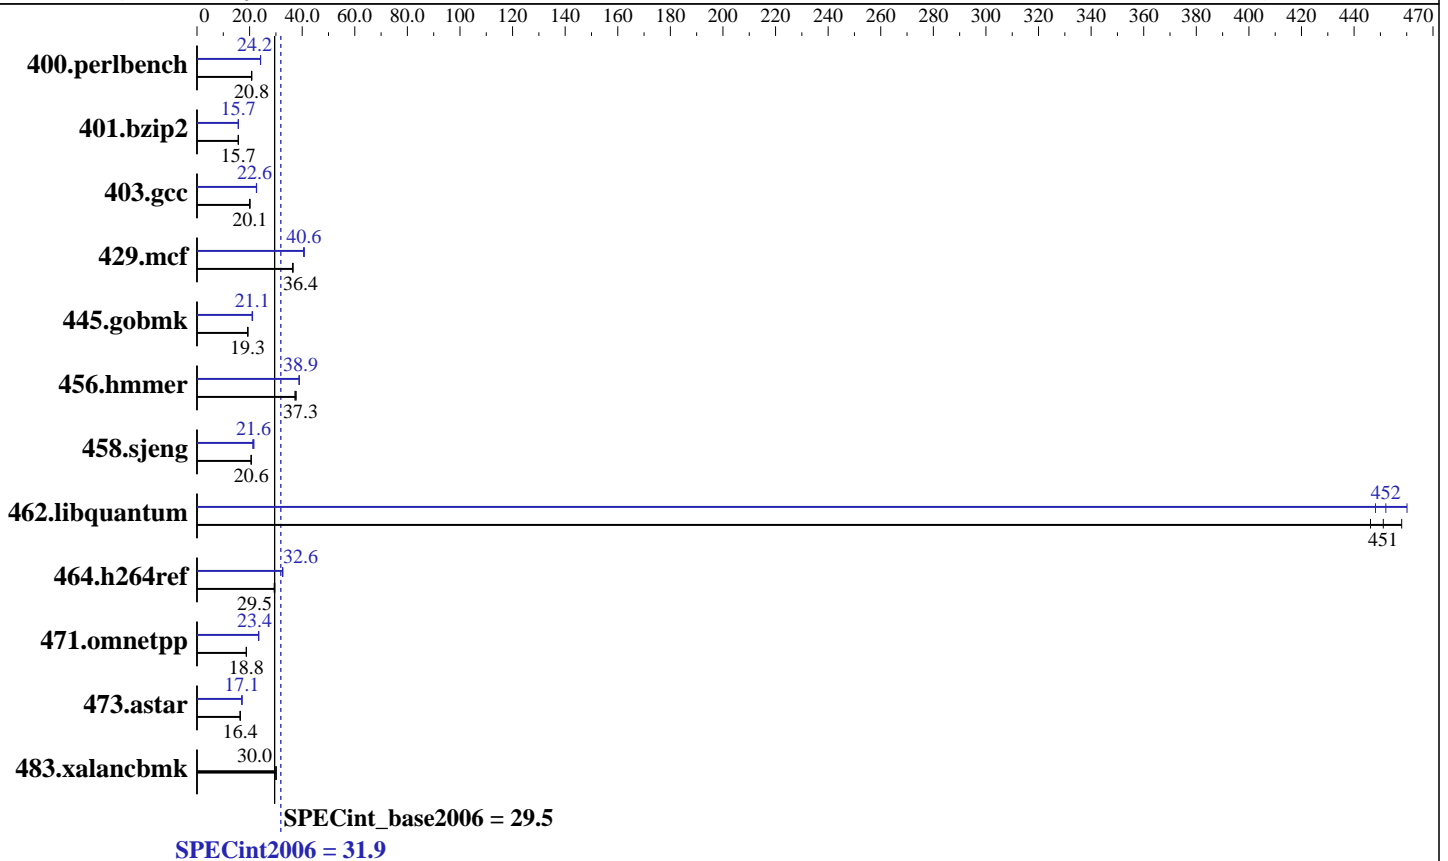 0 20.0 40.0 60.0 80.0 100 120 140 160 180 200 220 240 260 280 300 320 340 360 380 400 420 440 470
24.2
400.perlbench
20.8
15.7
401.bzip2
15.7
22.6
403.gcc
20.1
40.6
429.mcf
36.4
21.1
445.gobmk
19.3
38.9
456.hmmer
37.3
21.6
458.sjeng
20.6
452
462.libquantum
451
32.6
464.h264ref
29.5
23.4
471.omnetpp
18.8
17.1
473.astar
16.4
30.0
483.xalancbmk
SPECint_base2006 = 29.5
SPECint2006 = 31.9